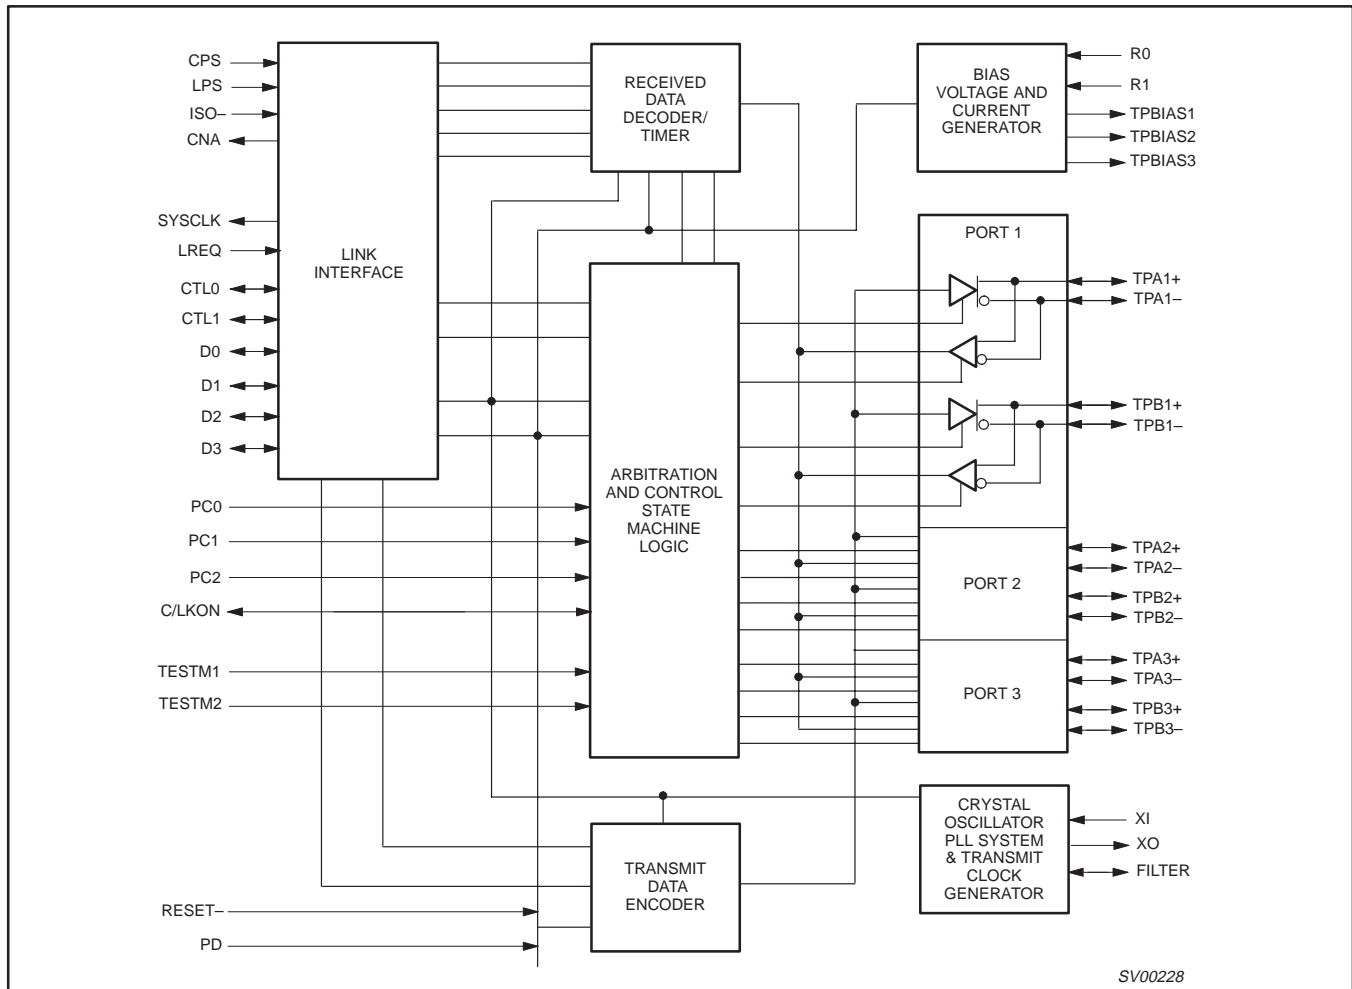 CPS
LPS
ISO–
CNA
SYSCLK
LREQ
CTL0
CTL1
D0
D1
D2
D3
PC0
PC1
PC2
C/LKON
TESTM1
TESTM2
RESET–
PD
LINK
INTERFACE
RECEIVED
DATA
DECODER/
TIMER
ARBITRATION
AND CONTROL
STATE
MACHINE
LOGIC
TRANSMIT
DATA
ENCODER
BIAS
VOLTAGE AND
CURRENT
GENERATOR
R0
R1
TPBIAS1
TPBIAS2
TPBIAS3
PORT 1
TPA1+
TPA1–
TPB1+
TPB1–
PORT 2
TPA2+
TPA2–
TPB2+
TPB2–
PORT 3
TPA3+
TPA3–
TPB3+
TPB3–
CRYSTAL
OSCILLATOR
PLL SYSTEM
& TRANSMIT
CLOCK
GENERATOR
XI
XO
FILTER
SV00228